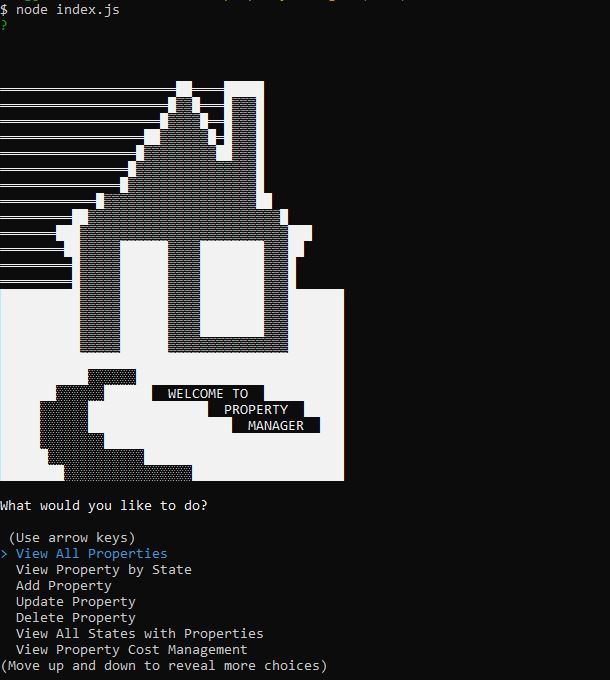 $ node index.js
?
WELCOME TO
PROPERTY
MANAGER
What would you like to do?
(Use arrow keys)
> View All Properties
View Property by State
Add Property
Update Property
Delete Property
View All States with Properties
View Property Cost Management
(Move up and down to reveal more choices)